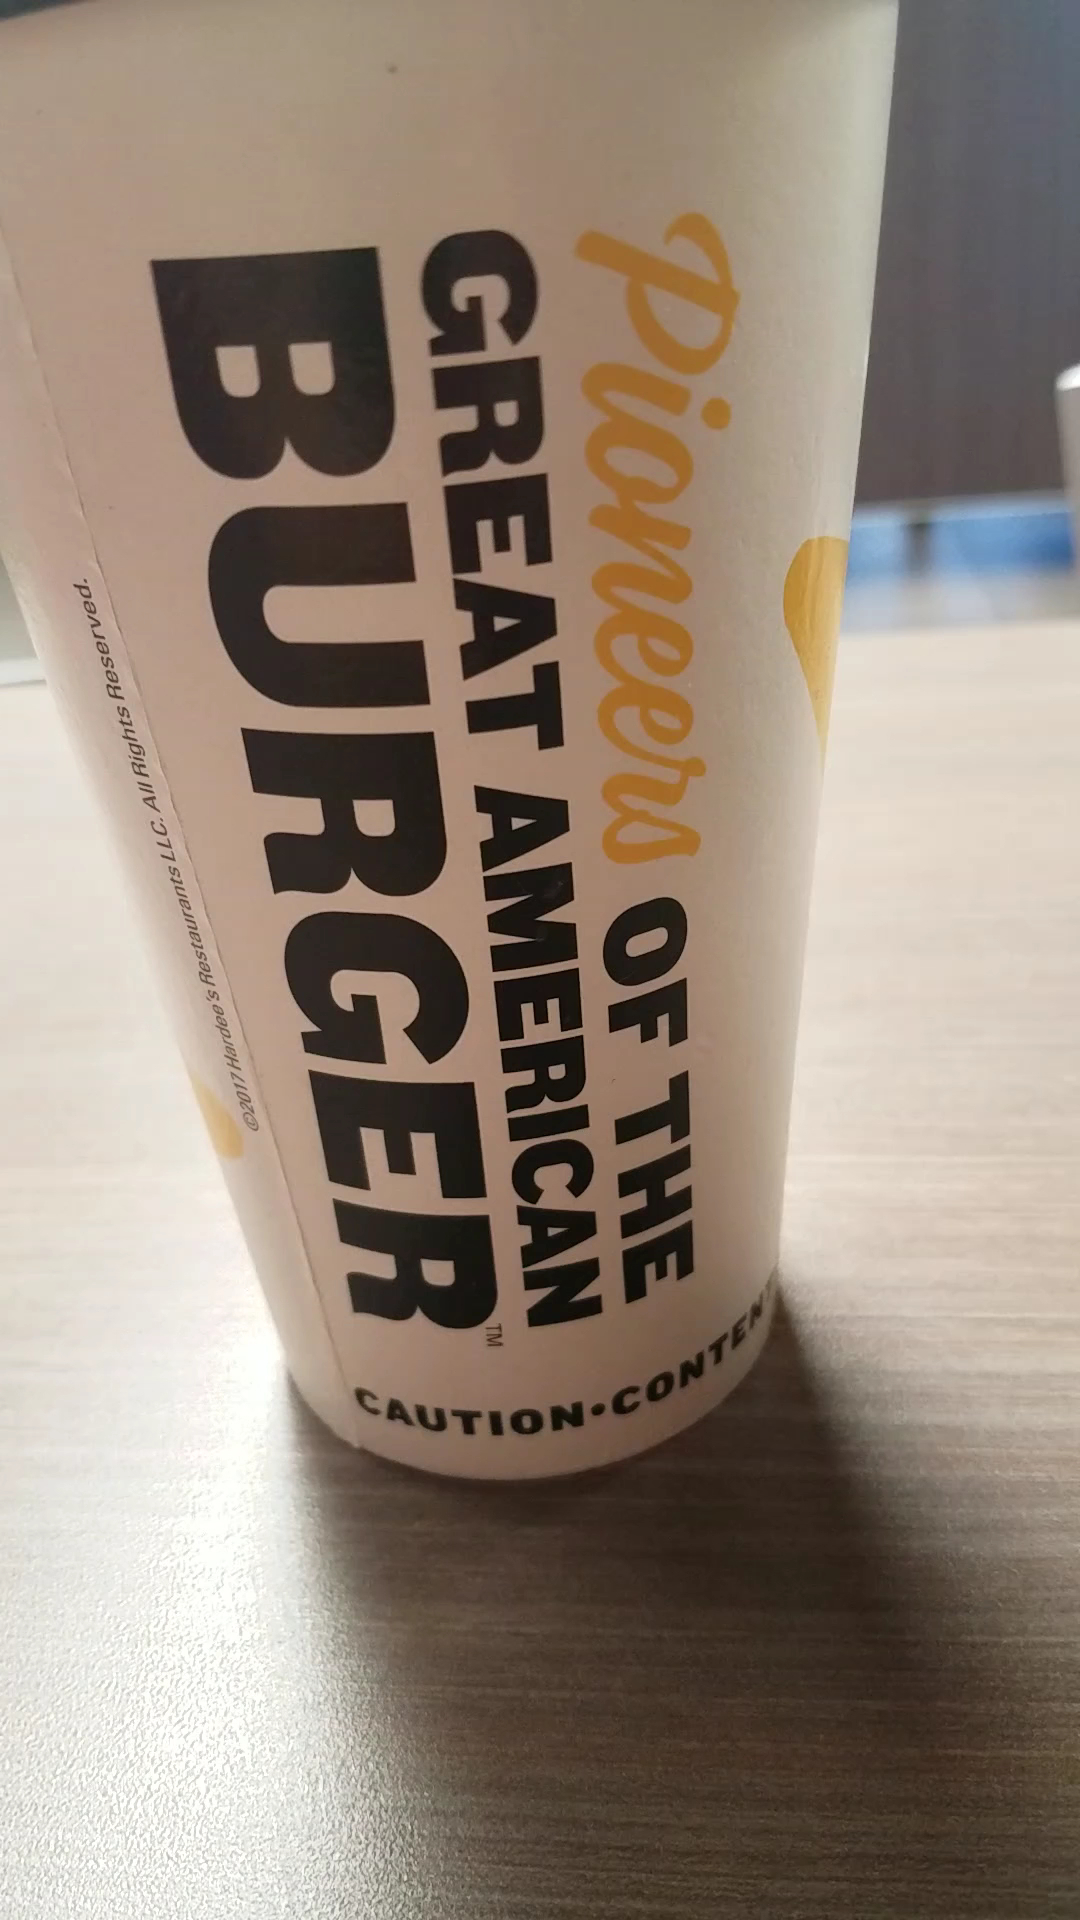 Pioneers OF THE
GREAT AMERICAN
BURGER™
©2017 Hardee's Restaurants LLC. All Rights Reserved.
CAUTION•CONTENT